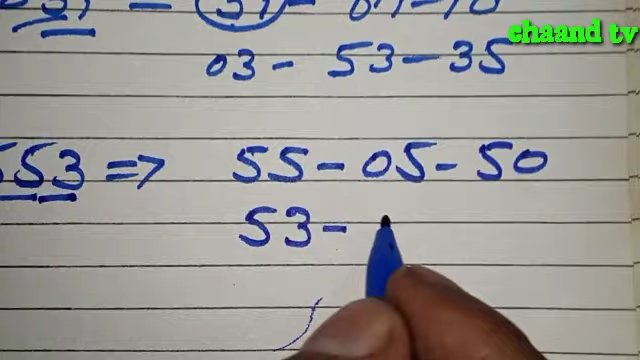 chaand tv
03 - 53 - 35
553 => 55 - 05 - 50
53 -